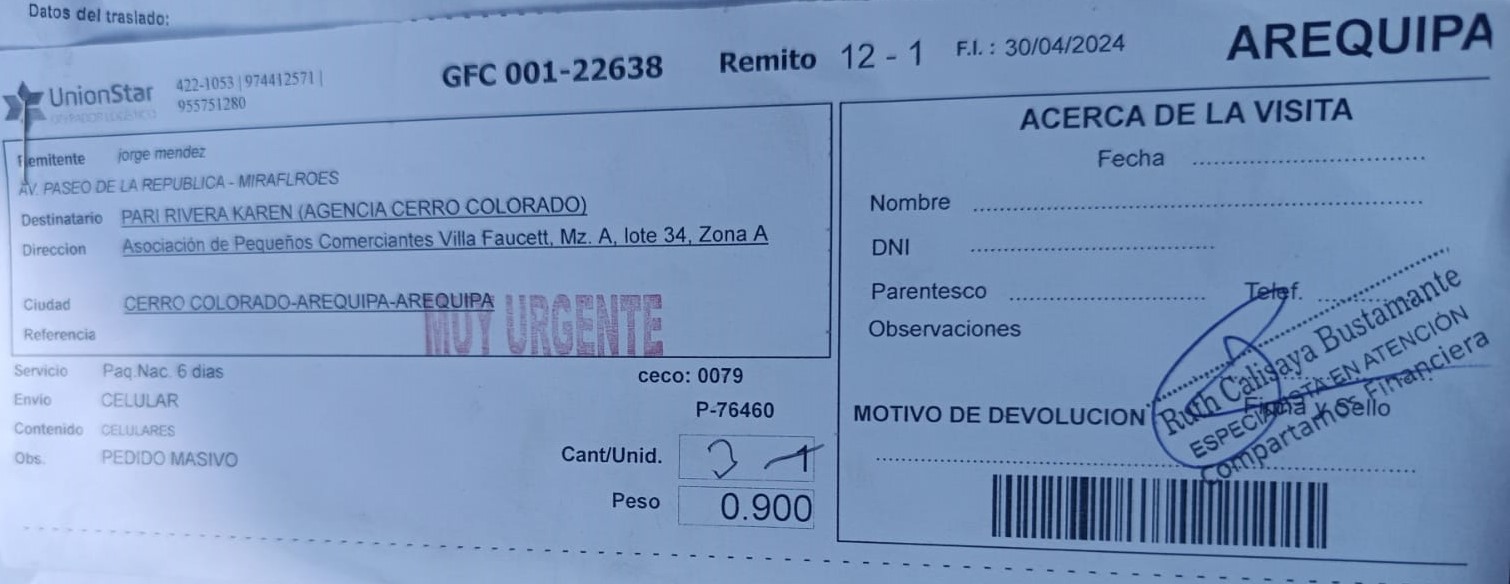 Datos del traslado:
UnionStar
422-1053 | 974412571 |
955751280
GFC 001-22638
Remito 12 - 1
F.I. : 30/04/2024
AREQUIPA
Remitente jorge mendez
AV. PASEO DE LA REPUBLICA - MIRAFLROES
Destinatario PARI RIVERA KAREN (AGENCIA CERRO COLORADO)
Direccion Asociación de Pequeños Comerciantes Villa Faucett, Mz. A, lote 34, Zona A
Ciudad CERRO COLORADO-AREQUIPA-AREQUIPA
MUY URGENTE
Referencia
Servicio Paq.Nac. 6 dias
Envio CELULAR
Contenido CELULARES
Obs. PEDIDO MASIVO
ceco: 0079
P-76460
Cant/Unid.
Peso 0.900
ACERCA DE LA VISITA
Fecha
Nombre
DNI
Parentesco Telef.
Observaciones
MOTIVO DE DEVOLUCION
Firma y Sello
Ruth Calisaya Bustamante
ESPECIALISTA EN ATENCIÓN
Compartamos Financiera